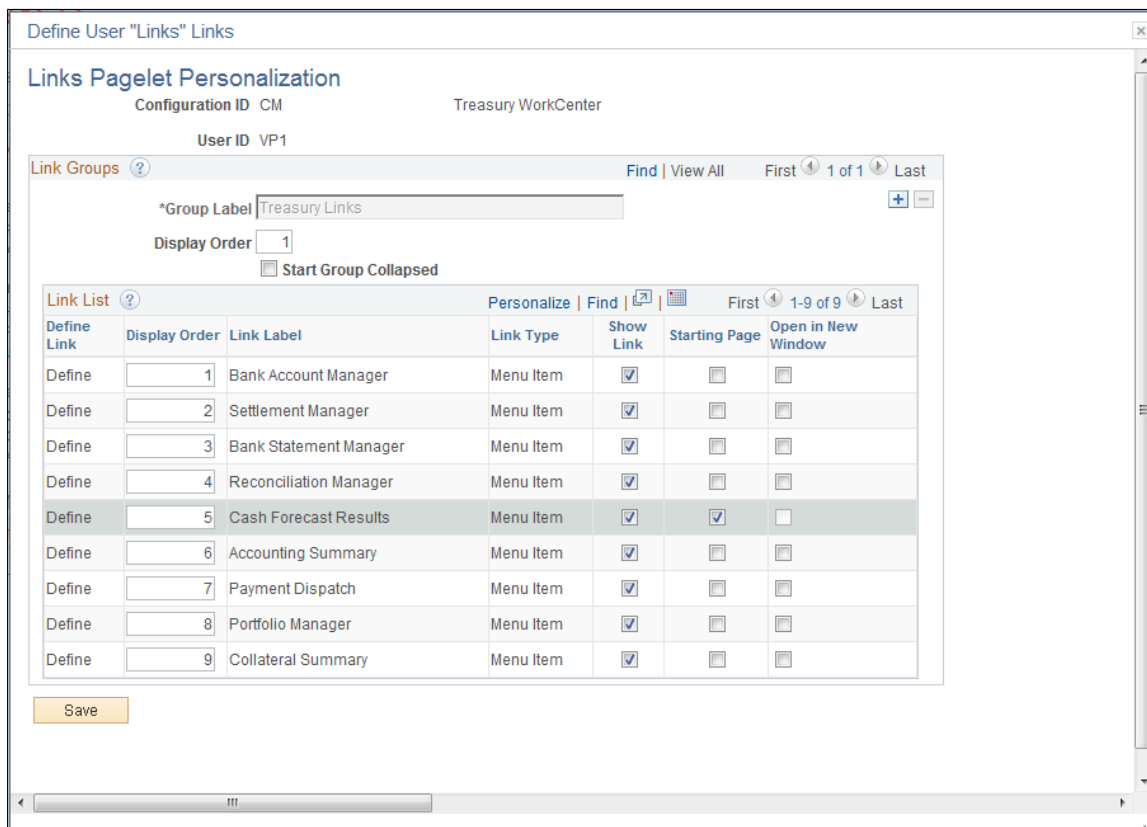 Define User "Links" Links
Links Pagelet Personalization
Configuration ID CM Treasury WorkCenter
User ID VP1
Link Groups ? Find | View All First 1 of 1 Last
*Group Label Treasury Links
Display Order 1
Start Group Collapsed
Link List ? Personalize | Find | | First 1-9 of 9 Last
Define Link Display Order Link Label Link Type Show Link Starting Page Open in New Window
Define 1 Bank Account Manager Menu Item
Define 2 Settlement Manager Menu Item
Define 3 Bank Statement Manager Menu Item
Define 4 Reconciliation Manager Menu Item
Define 5 Cash Forecast Results Menu Item
Define 6 Accounting Summary Menu Item
Define 7 Payment Dispatch Menu Item
Define 8 Portfolio Manager Menu Item
Define 9 Collateral Summary Menu Item
Save